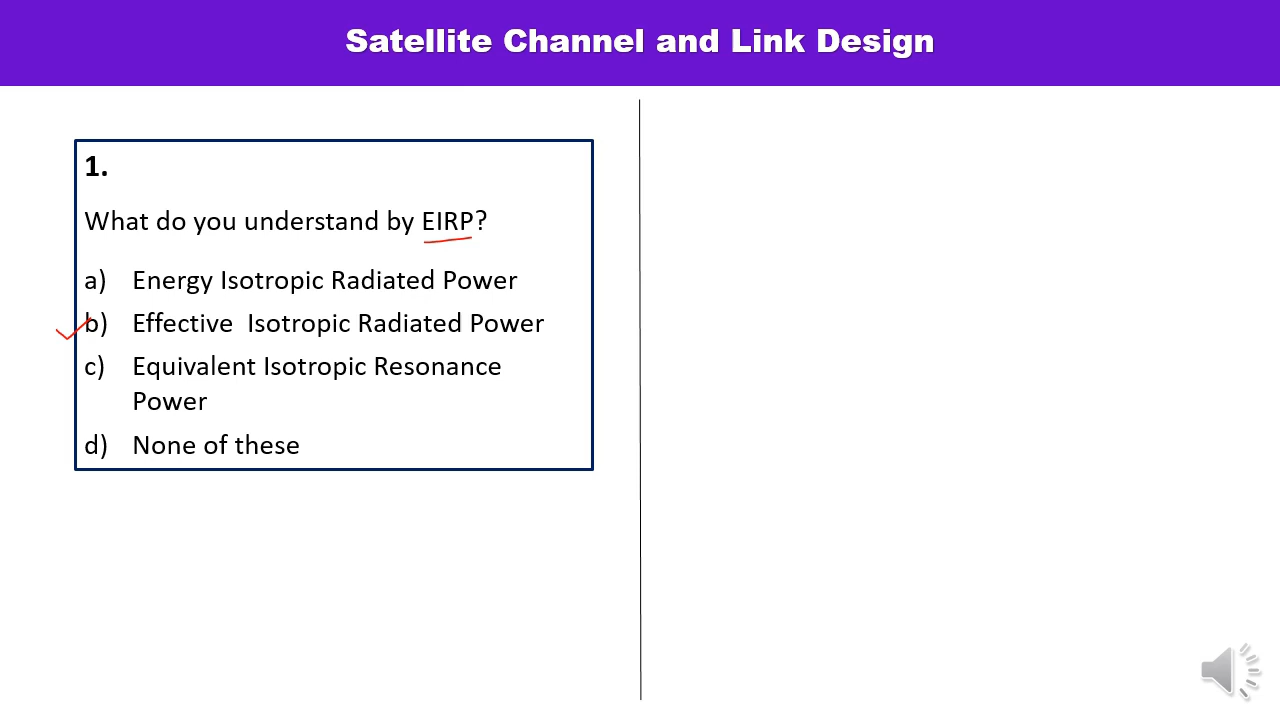 Satellite Channel and Link Design
1.
What do you understand by EIRP?
a) Energy Isotropic Radiated Power
b) Effective  Isotropic Radiated Power
c) Equivalent Isotropic Resonance
Power
d) None of these